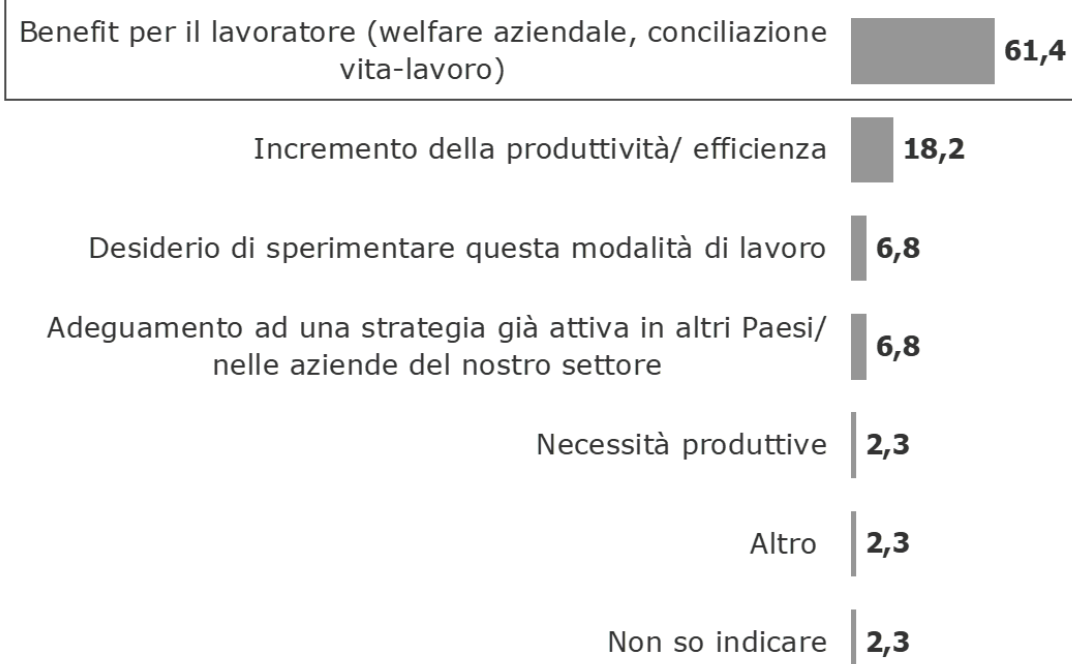 Benefit per il lavoratore (welfare aziendale, conciliazione
vita-lavoro)
61,4
Incremento della produttività/ efficienza
18,2
Desiderio di sperimentare questa modalità di lavoro
6,8
Adeguamento ad una strategia già attiva in altri Paesi/
nelle aziende del nostro settore
6,8
Necessità produttive
2,3
Altro
2,3
Non so indicare
2,3